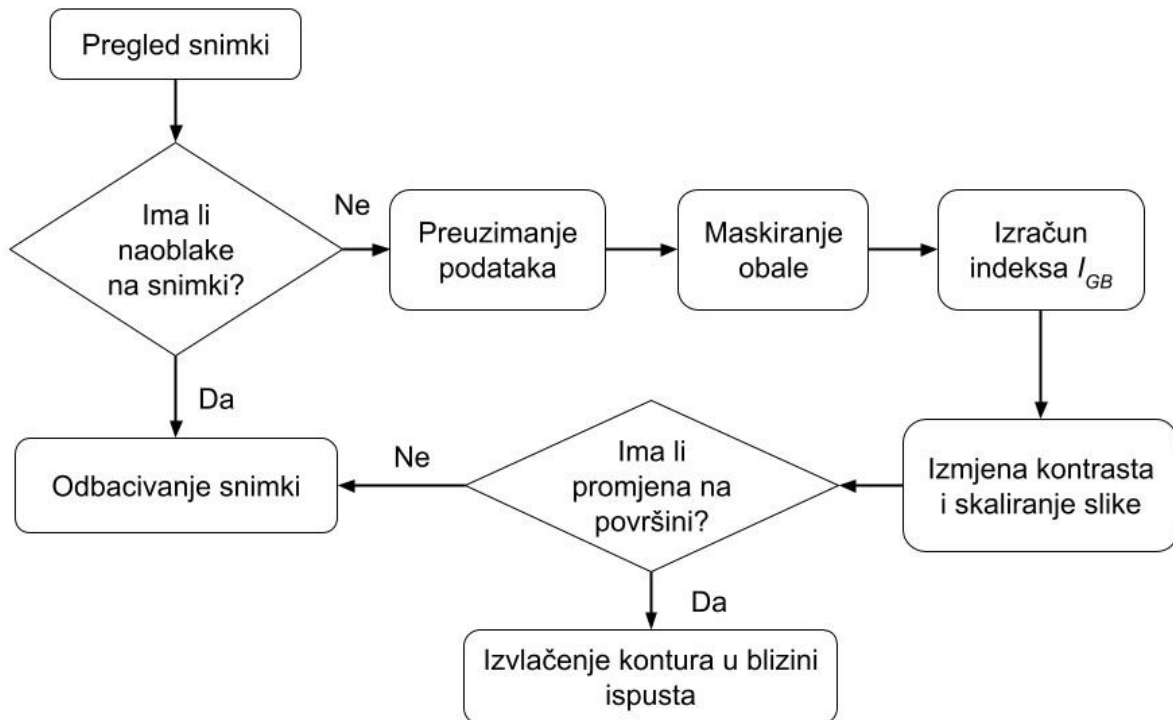 Pregled snimki
Ima li
naoblake
na snimki?
Ne
Preuzimanje
podataka
Maskiranje
obale
Izračun
indeksa I_GB
Da
Odbacivanje snimki
Ne
Ima li
promjena na
površini?
Izmjena kontrasta
i skaliranje slike
Da
Izvlačenje kontura u blizini
ispusta